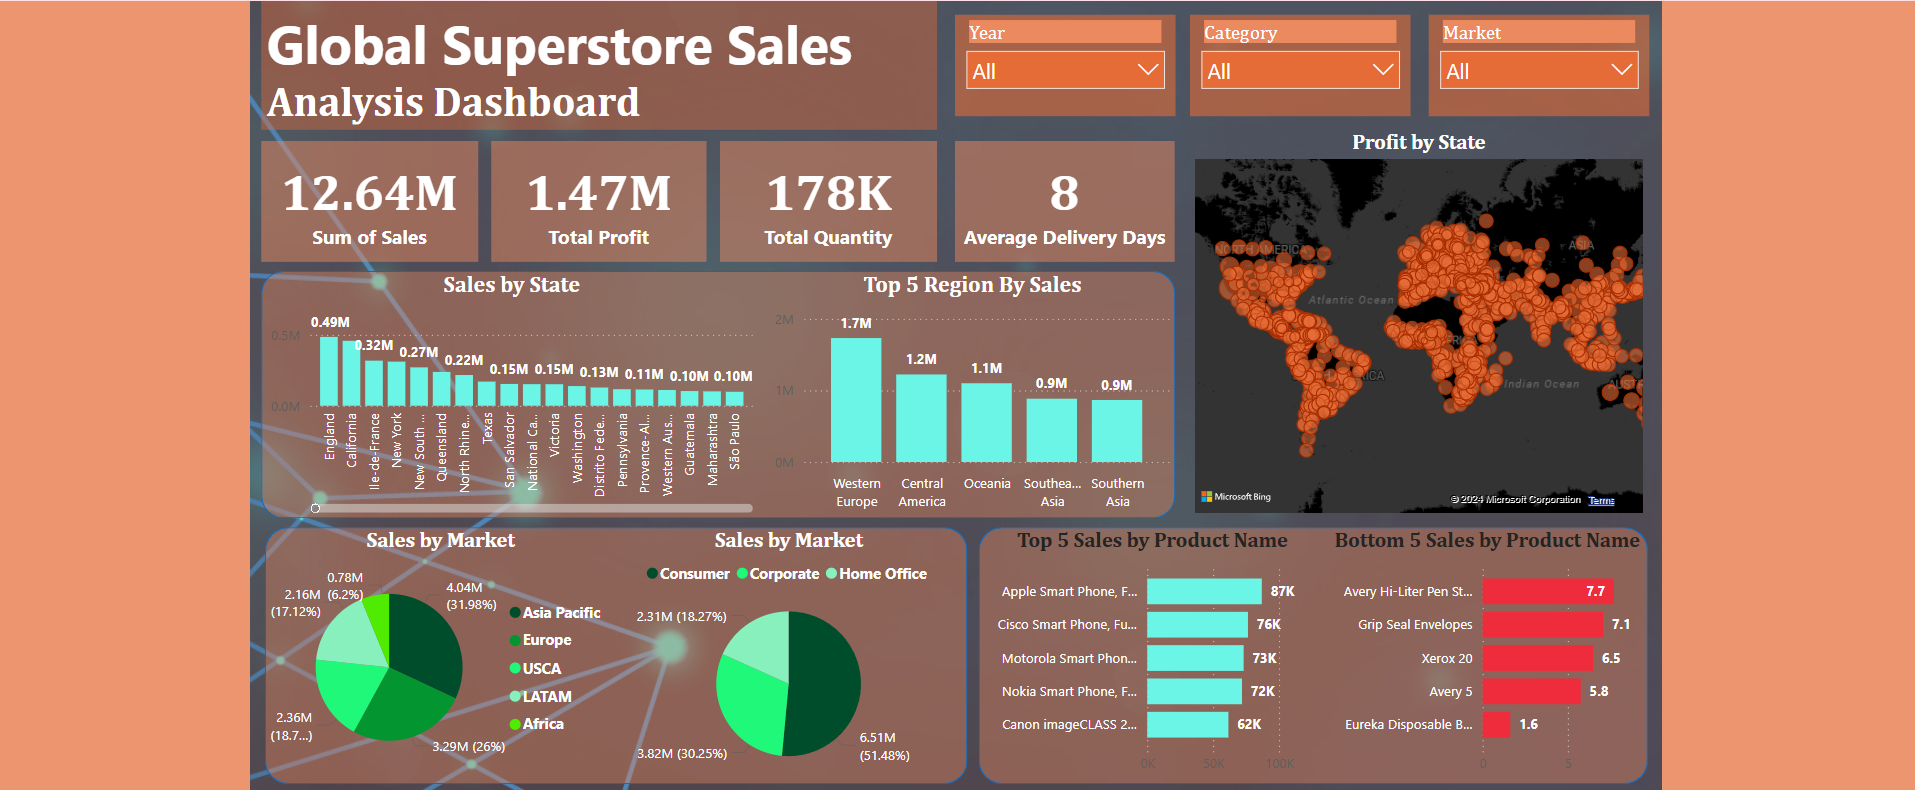 Global Superstore Sales
Analysis Dashboard
Year
All
Category
All
Market
All
12.64M
Sum of Sales
1.47M
Total Profit
178K
Total Quantity
8
Average Delivery Days
Profit by State
NORTH AMERICA
ASIA
Atlantic Ocean
Indian Ocean
Microsoft Bing
© 2024 Microsoft Corporation Terms
Sales by State
0.5M
0.0M
0.49M
0.32M
0.27M
0.22M
0.15M
0.15M
0.13M
0.11M
0.10M
0.10M
England
California
Ile-de-France
New York
New South ...
Queensland
North Rhine...
Texas
San Salvador
National Ca...
Victoria
Washington
Distrito Fede...
Pennsylvania
Provence-Al...
Western Aus...
Guatemala
Maharashtra
São Paulo
Top 5 Region By Sales
2M
1M
0M
1.7M
1.2M
1.1M
0.9M
0.9M
Western
Europe
Central
America
Oceania
Southea...
Asia
Southern
Asia
Sales by Market
0.78M
(6.2%)
2.16M
(17.12%)
4.04M
(31.98%)
2.36M
(18.7...)
3.29M (26%)
Asia Pacific
Europe
USCA
LATAM
Africa
Sales by Market
Consumer
Corporate
Home Office
2.31M (18.27%)
3.82M (30.25%)
6.51M
(51.48%)
Top 5 Sales by Product Name
Apple Smart Phone, F... 87K
Cisco Smart Phone, Fu... 76K
Motorola Smart Phon... 73K
Nokia Smart Phone, F... 72K
Canon imageCLASS 2... 62K
0K 50K 100K
Bottom 5 Sales by Product Name
Avery Hi-Liter Pen St... 7.7
Grip Seal Envelopes 7.1
Xerox 20 6.5
Avery 5 5.8
Eureka Disposable B... 1.6
0 5